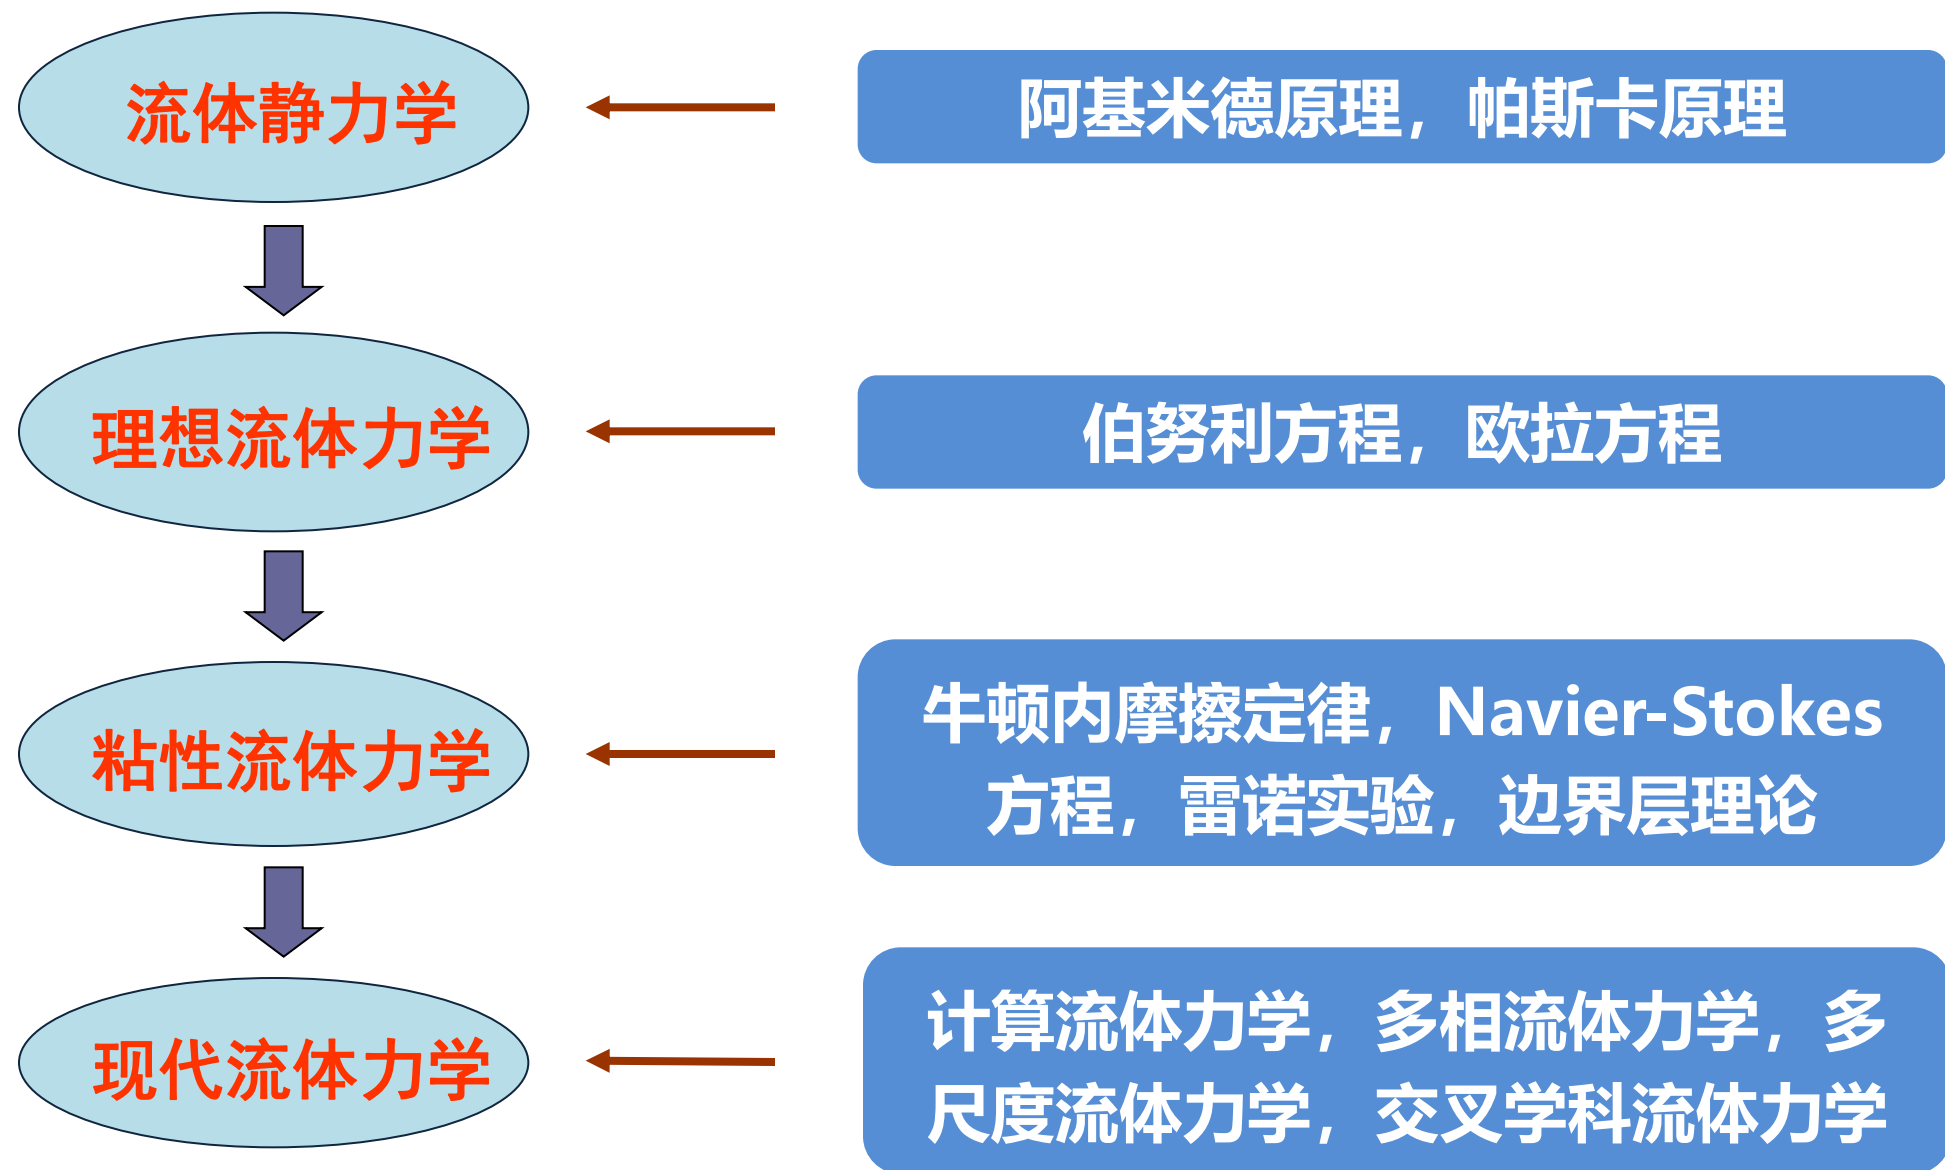 流体静力学
阿基米德原理，帕斯卡原理
理想流体力学
伯努利方程，欧拉方程
粘性流体力学
牛顿内摩擦定律，Navier-Stokes
方程，雷诺实验，边界层理论
现代流体力学
计算流体力学，多相流体力学，多
尺度流体力学，交叉学科流体力学